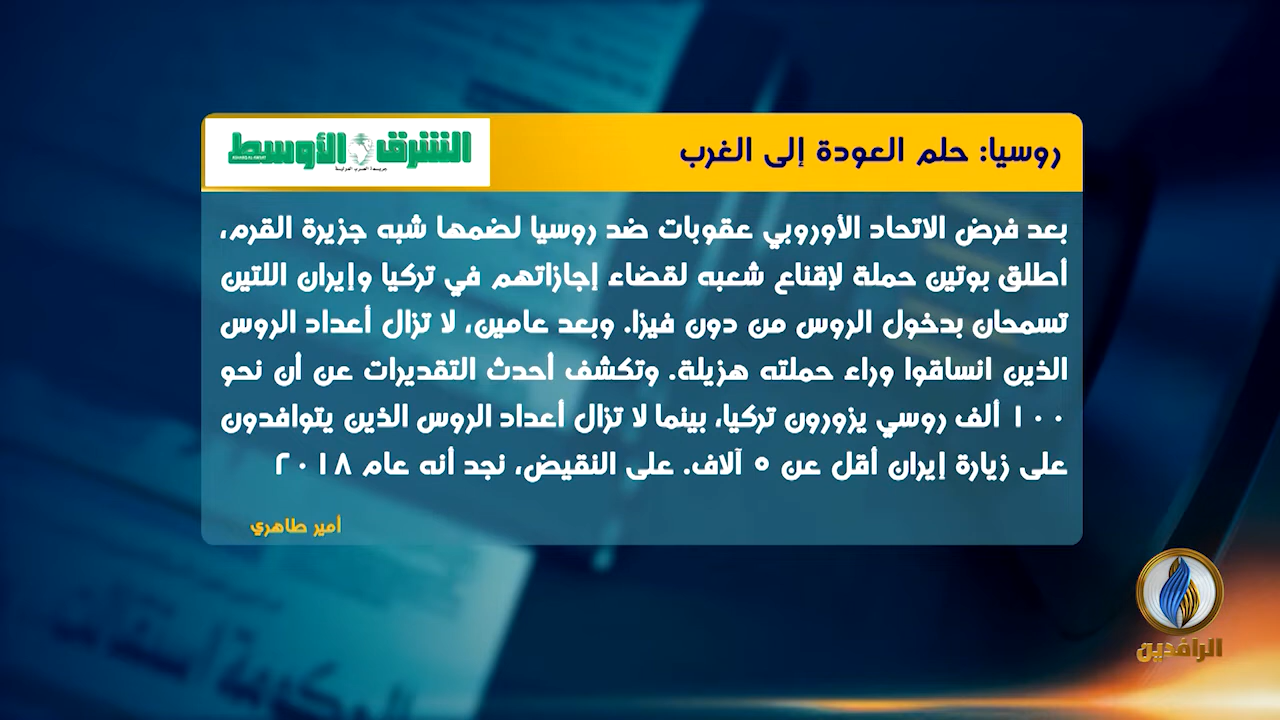 روسيا: حلم العودة إلى الغرب
الشرق الأوسط
جريدة العرب الدولية
بعد فرض الاتحاد الأوروبي عقوبات ضد روسيا لضمها شبه جزيرة القرم،
أطلق بوتين حملة لإقناع شعبه لقضاء إجازاتهم في تركيا وإيران اللتين
تسمحان بدخول الروس من دون فيزا. وبعد عامين، لا تزال أعداد الروس
الذين انساقوا وراء حملته هزيلة. وتكشف أحدث التقديرات عن أن نحو
١٠٠ ألف روسي يزورون تركيا، بينما لا تزال أعداد الروس الذين يتوافدون
على زيارة إيران أقل عن ٥ آلاف. على النقيض، نجد أنه عام ٢٠١٨
أمير طاهري
الرافدين